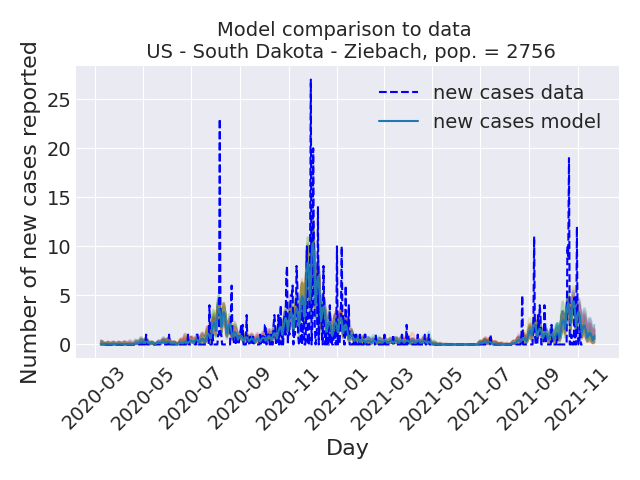 Model comparison to data
US - South Dakota - Ziebach, pop. = 2756
Number of new cases reported
25
20
15
10
5
0
new cases data
new cases model
2020-03
2020-05
2020-07
2020-09
2020-11
2021-01
2021-03
2021-05
2021-07
2021-09
2021-11
Day